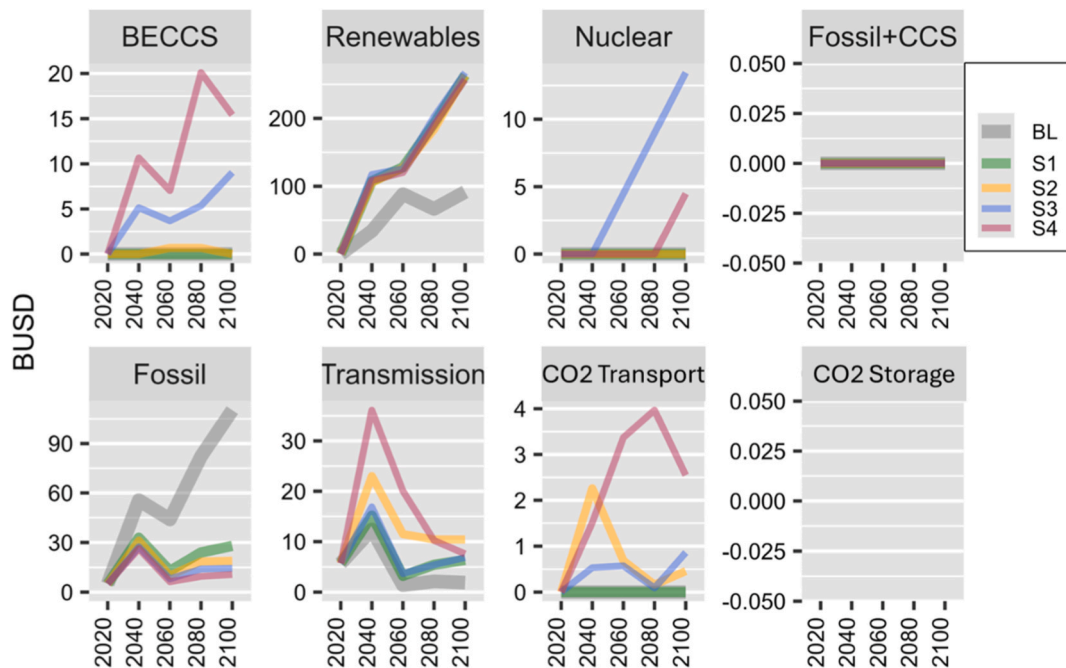 BECCS
Renewables
Nuclear
Fossil+CCS
20
15
10
5
0
200
100
0
10
5
0
0.050
0.025
0.000
-0.025
-0.050
BL
S1
S2
S3
S4
2020 2040 2060 2080 2100
2020 2040 2060 2080 2100
2020 2040 2060 2080 2100
2020 2040 2060 2080 2100
BUSD
Fossil
Transmission
CO2 Transport
CO2 Storage
90
60
30
0
30
20
10
0
4
3
2
1
0
0.050
0.025
0.000
-0.025
-0.050
2020 2040 2060 2080 2100
2020 2040 2060 2080 2100
2020 2040 2060 2080 2100
2020 2040 2060 2080 2100